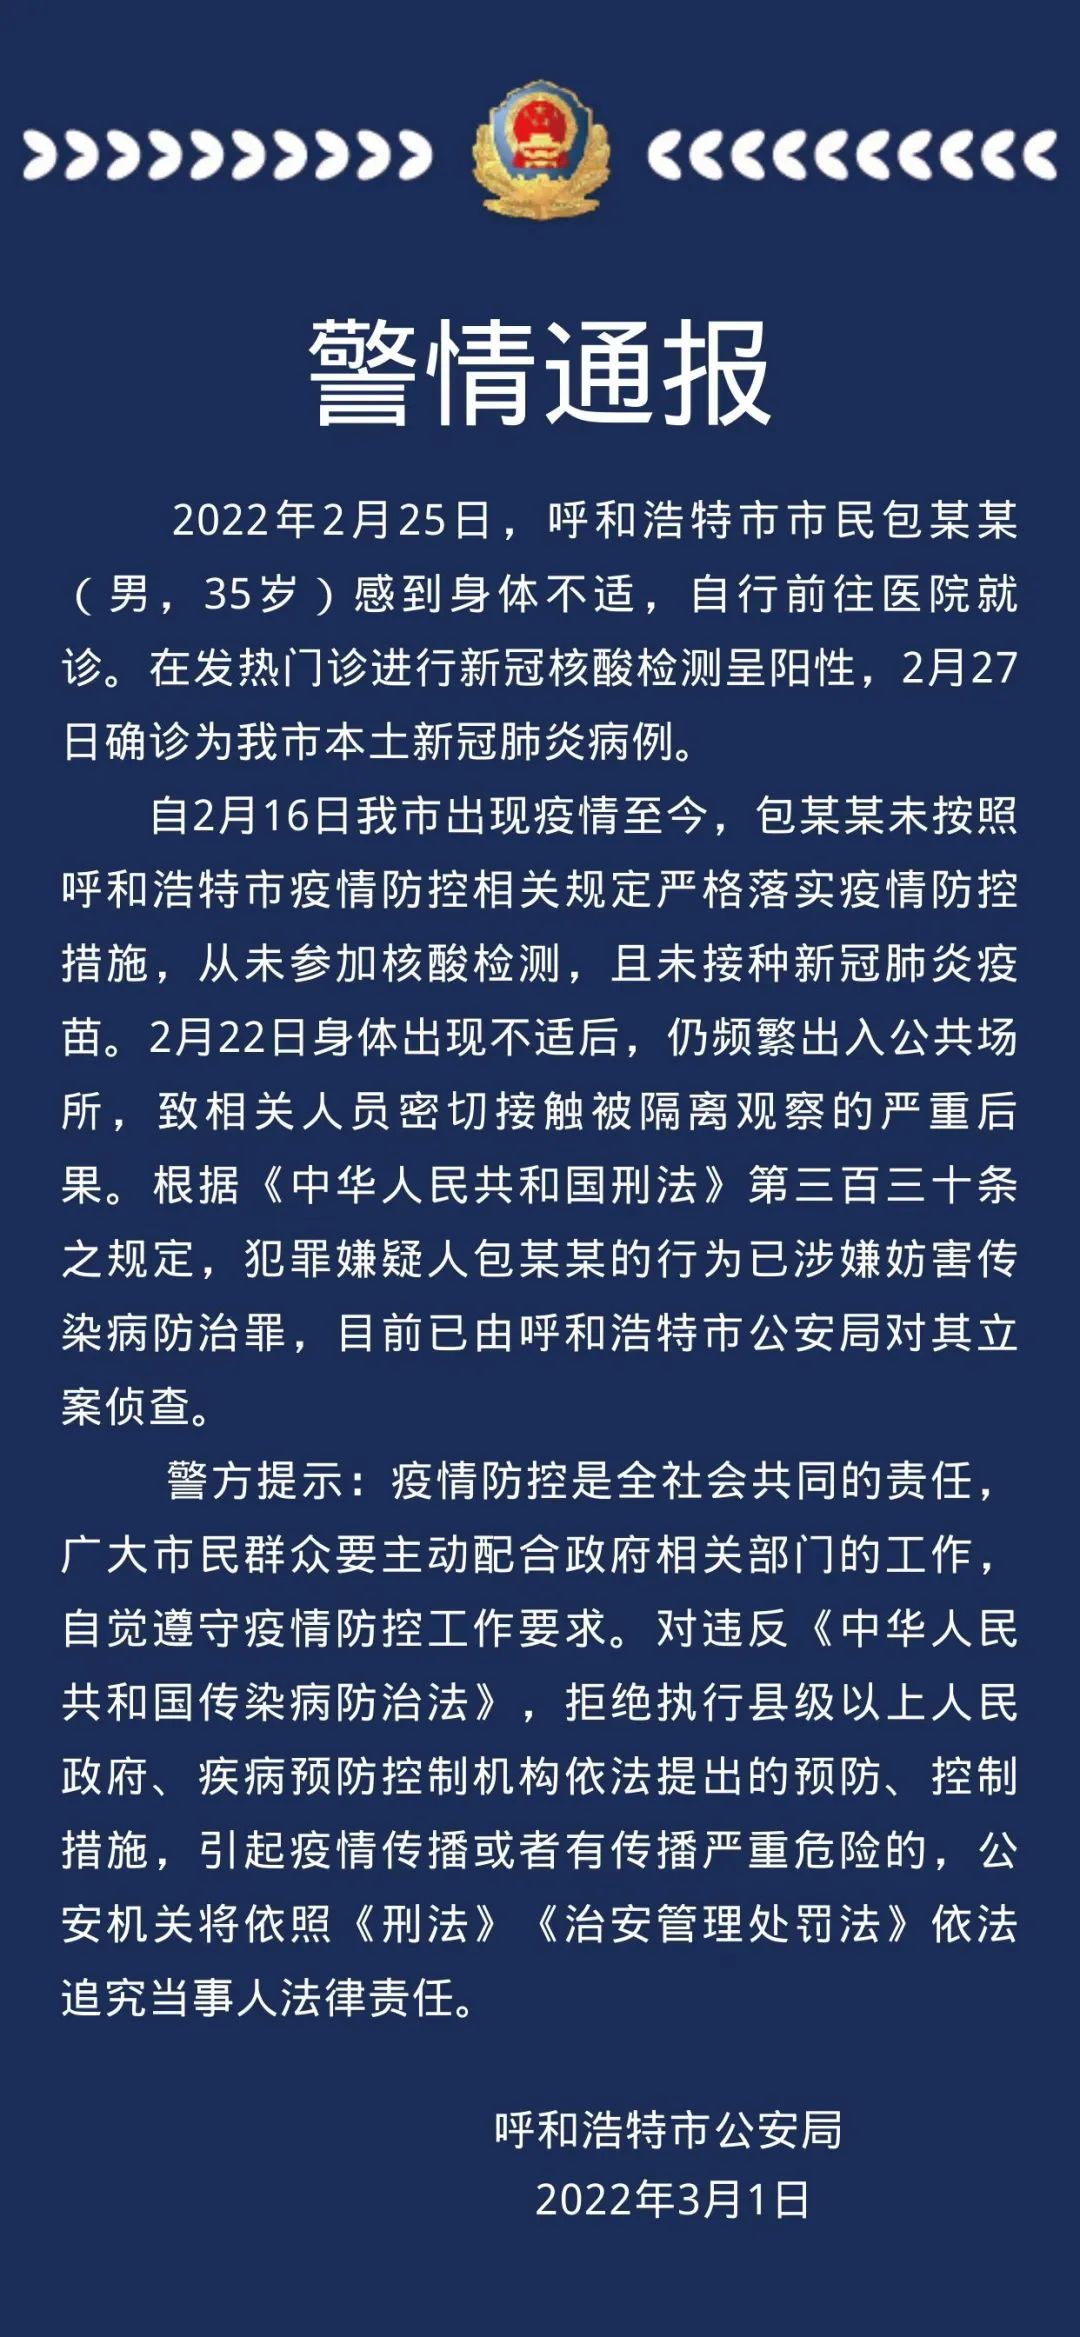 警情通报
2022年2月25日，呼和浩特市市民包某某
（男，35岁）感到身体不适，自行前往医院就
诊。在发热门诊进行新冠核酸检测呈阳性，2月27
日确诊为我市本土新冠肺炎病例。
自2月16日我市出现疫情至今，包某某未按照
呼和浩特市疫情防控相关规定严格落实疫情防控
措施，从未参加核酸检测，且未接种新冠肺炎疫
苗。2月22日身体出现不适后，仍频繁出入公共场
所，致相关人员密切接触被隔离观察的严重后
果。根据《中华人民共和国刑法》第三百三十条
之规定，犯罪嫌疑人包某某的行为已涉嫌妨害传
染病防治罪，目前已由呼和浩特市公安局对其立
案侦查。
警方提示：疫情防控是全社会共同的责任，
广大市民群众要主动配合政府相关部门的工作，
自觉遵守疫情防控工作要求。对违反《中华人民
共和国传染病防治法》，拒绝执行县级以上人民
政府、疾病预防控制机构依法提出的预防、控制
措施，引起疫情传播或者有传播严重危险的，公
安机关将依照《刑法》《治安管理处罚法》依法
追究当事人法律责任。
呼和浩特市公安局
2022年3月1日